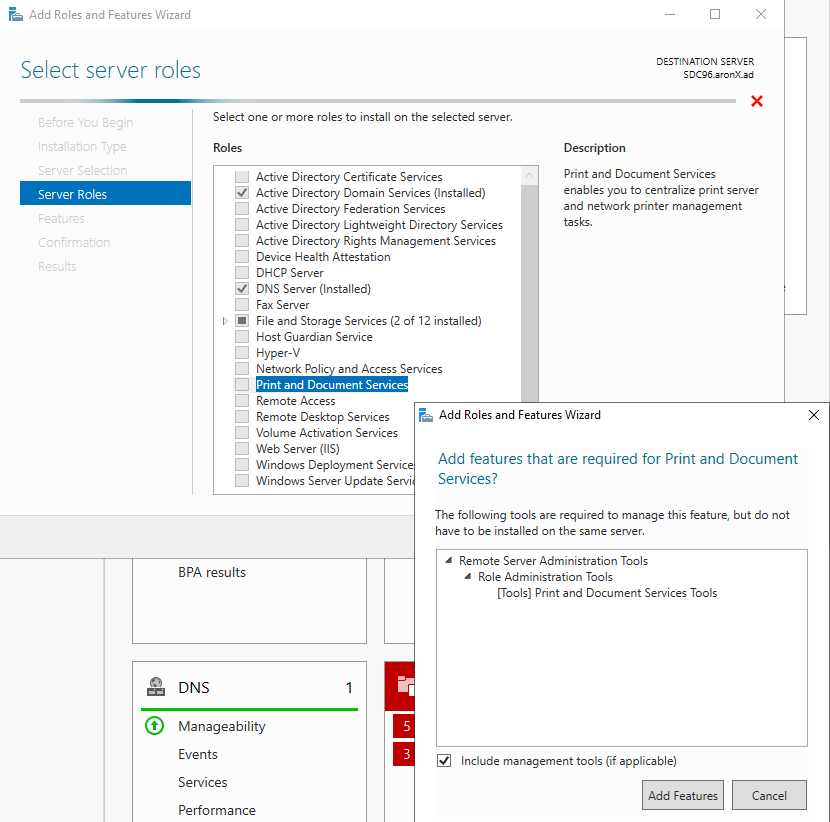 Add Roles and Features Wizard
Select server roles
DESTINATION SERVER
SDC96.aronX.ad
Before You Begin
Installation Type
Server Selection
Server Roles
Features
Confirmation
Results
Select one or more roles to install on the selected server.
Roles
Active Directory Certificate Services
Active Directory Domain Services (Installed)
Active Directory Federation Services
Active Directory Lightweight Directory Services
Active Directory Rights Management Services
Device Health Attestation
DHCP Server
DNS Server (Installed)
Fax Server
File and Storage Services (2 of 12 installed)
Host Guardian Service
Hyper-V
Network Policy and Access Services
Print and Document Services
Remote Access
Remote Desktop Services
Volume Activation Services
Web Server (IIS)
Windows Deployment Service
Windows Server Update Servic
Description
Print and Document Services
enables you to centralize print server
and network printer management
tasks.
Add Roles and Features Wizard
Add features that are required for Print and Document
Services?
The following tools are required to manage this feature, but do not
have to be installed on the same server.
Remote Server Administration Tools
Role Administration Tools
[Tools] Print and Document Services Tools
Include management tools (if applicable)
Add Features
Cancel
BPA results
DNS 1
Manageability
Events
Services
Performance
5
3